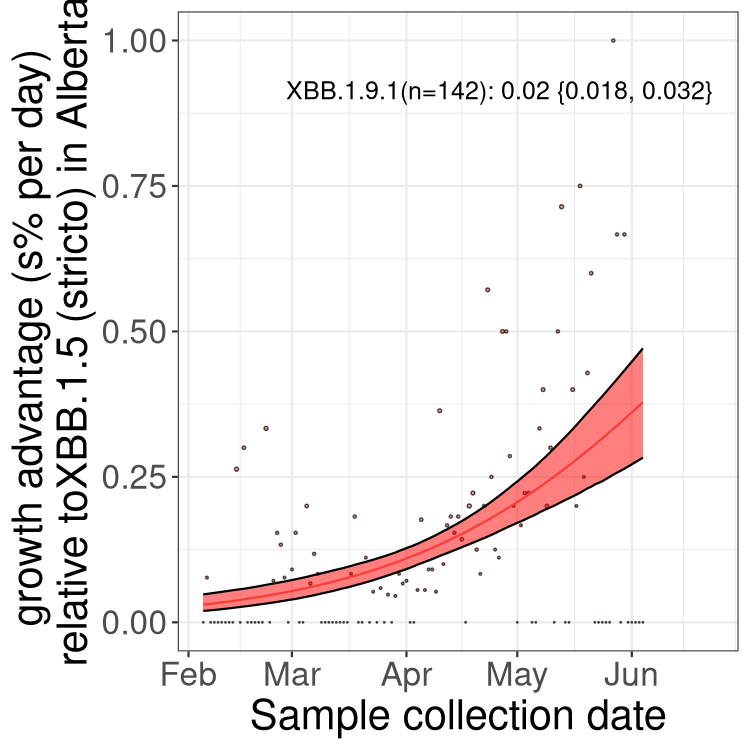 growth advantage (s% per day)
relative toXBB.1.5 (stricto) in Alberta
1.00
0.75
0.50
0.25
0.00
XBB.1.9.1(n=142): 0.02 {0.018, 0.032}
Feb Mar Apr May Jun
Sample collection date